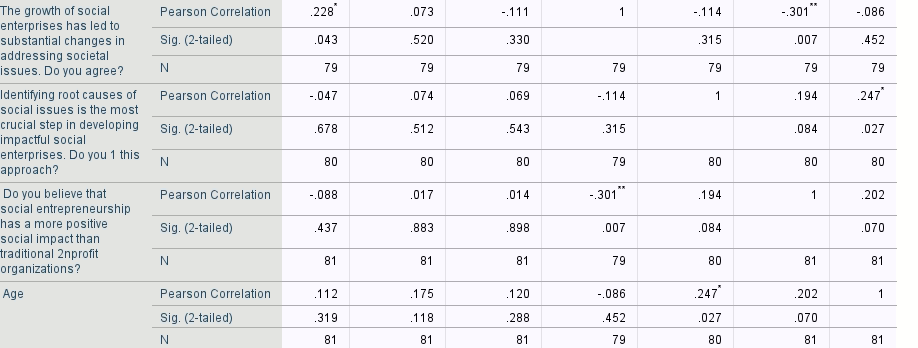 The growth of social Pearson Correlation .228* .073 -.111 1 -.114 -.301** -.086
enterprises has led to
substantial changes in Sig. (2-tailed) .043 .520 .330 .315 .007 .452
addressing societal
issues. Do you agree? N 79 79 79 79 79 79 79
Identifying root causes of Pearson Correlation -.047 .074 .069 -.114 1 .194 .247*
social issues is the most
crucial step in developing Sig. (2-tailed) .678 .512 .543 .315 .084 .027
impactful social
enterprises. Do you 1 this N 80 80 80 79 80 80 80
approach?
Do you believe that Pearson Correlation -.088 .017 .014 -.301** .194 1 .202
social entrepreneurship
has a more positive Sig. (2-tailed) .437 .883 .898 .007 .084 .070
social impact than
traditional 2nprofit N 81 81 81 79 80 81 81
organizations?
Age Pearson Correlation .112 .175 .120 -.086 .247* .202 1
Sig. (2-tailed) .319 .118 .288 .452 .027 .070
N 81 81 81 79 80 81 81